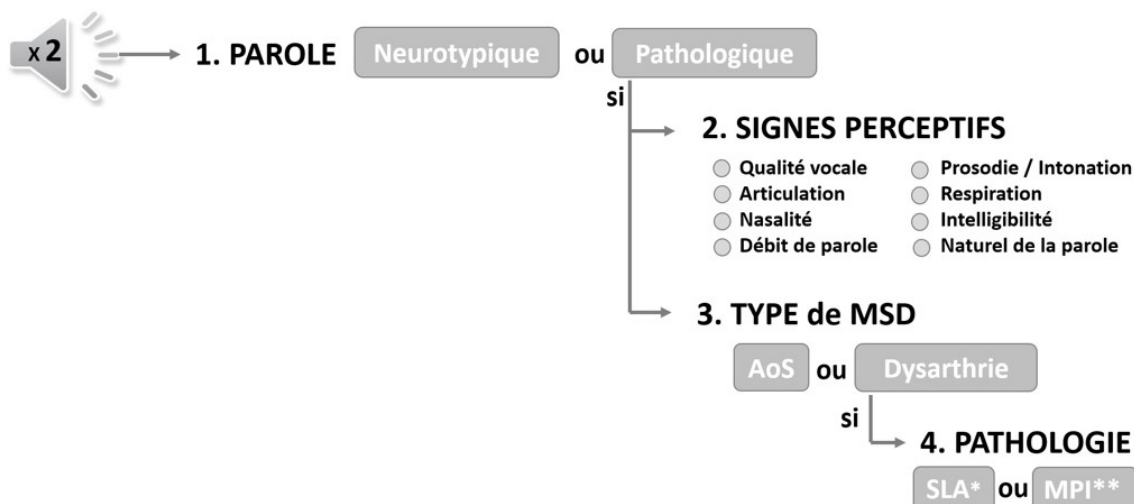 x 2
1. PAROLE Neurotypique ou Pathologique
si
2. SIGNES PERCEPTIFS
Qualité vocale Prosodie / Intonation
Articulation Respiration
Nasalité Intelligibilité
Débit de parole Naturel de la parole
3. TYPE de MSD
AoS ou Dysarthrie
si
4. PATHOLOGIE
SLA* ou MPI**